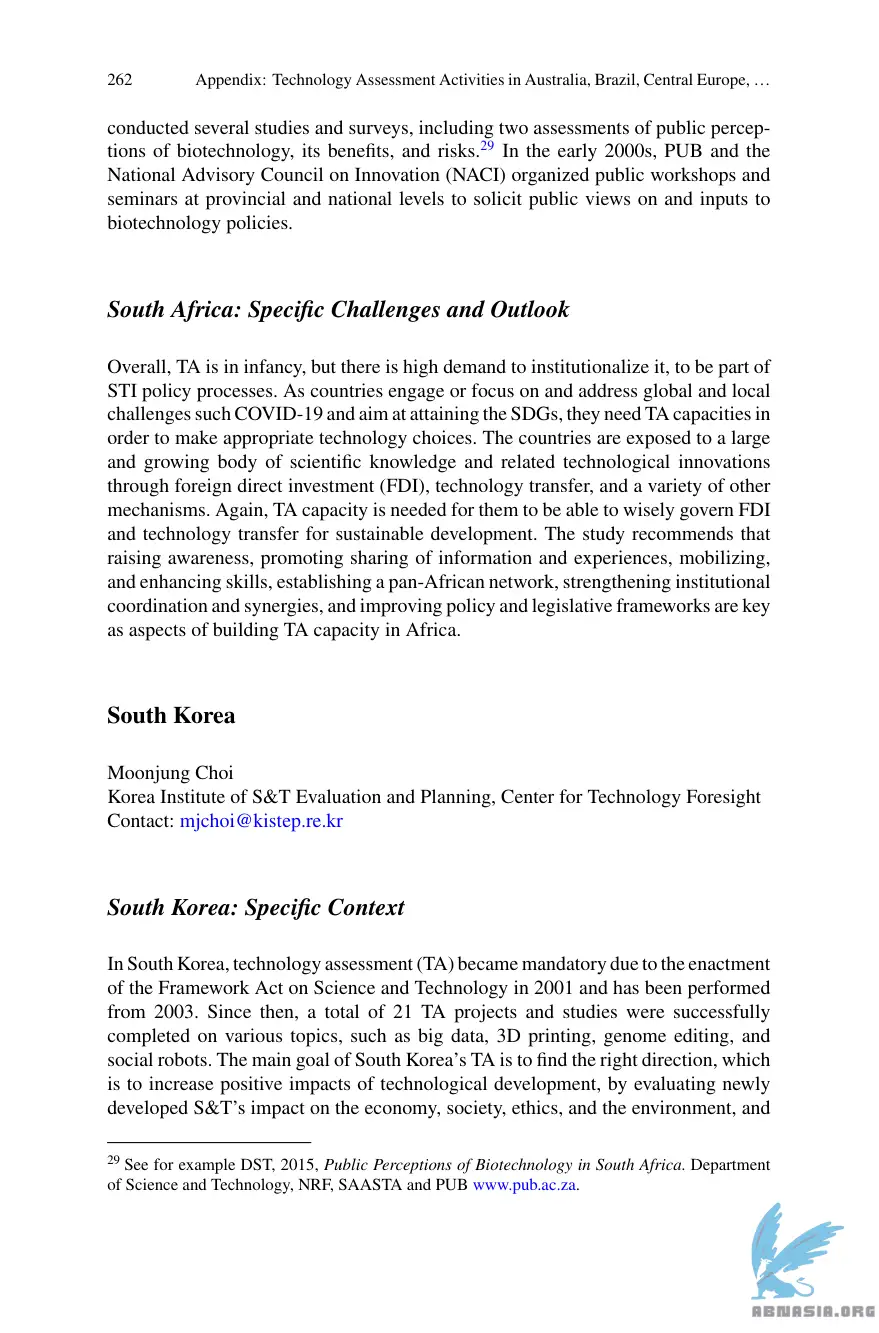 262 Appendix: Technology Assessment Activities in Australia, Brazil, Central Europe, …
conducted several studies and surveys, including two assessments of public percep-
tions of biotechnology, its benefits, and risks.29 In the early 2000s, PUB and the
National Advisory Council on Innovation (NACI) organized public workshops and
seminars at provincial and national levels to solicit public views on and inputs to
biotechnology policies.
South Africa: Specific Challenges and Outlook
Overall, TA is in infancy, but there is high demand to institutionalize it, to be part of
STI policy processes. As countries engage or focus on and address global and local
challenges such COVID-19 and aim at attaining the SDGs, they need TA capacities in
order to make appropriate technology choices. The countries are exposed to a large
and growing body of scientific knowledge and related technological innovations
through foreign direct investment (FDI), technology transfer, and a variety of other
mechanisms. Again, TA capacity is needed for them to be able to wisely govern FDI
and technology transfer for sustainable development. The study recommends that
raising awareness, promoting sharing of information and experiences, mobilizing,
and enhancing skills, establishing a pan-African network, strengthening institutional
coordination and synergies, and improving policy and legislative frameworks are key
as aspects of building TA capacity in Africa.
South Korea
Moonjung Choi
Korea Institute of S&T Evaluation and Planning, Center for Technology Foresight
Contact: mjchoi@kistep.re.kr
South Korea: Specific Context
In South Korea, technology assessment (TA) became mandatory due to the enactment
of the Framework Act on Science and Technology in 2001 and has been performed
from 2003. Since then, a total of 21 TA projects and studies were successfully
completed on various topics, such as big data, 3D printing, genome editing, and
social robots. The main goal of South Korea's TA is to find the right direction, which
is to increase positive impacts of technological development, by evaluating newly
developed S&T's impact on the economy, society, ethics, and the environment, and
29 See for example DST, 2015, Public Perceptions of Biotechnology in South Africa. Department
of Science and Technology, NRF, SAASTA and PUB www.pub.ac.za.
ABNASIA.ORG